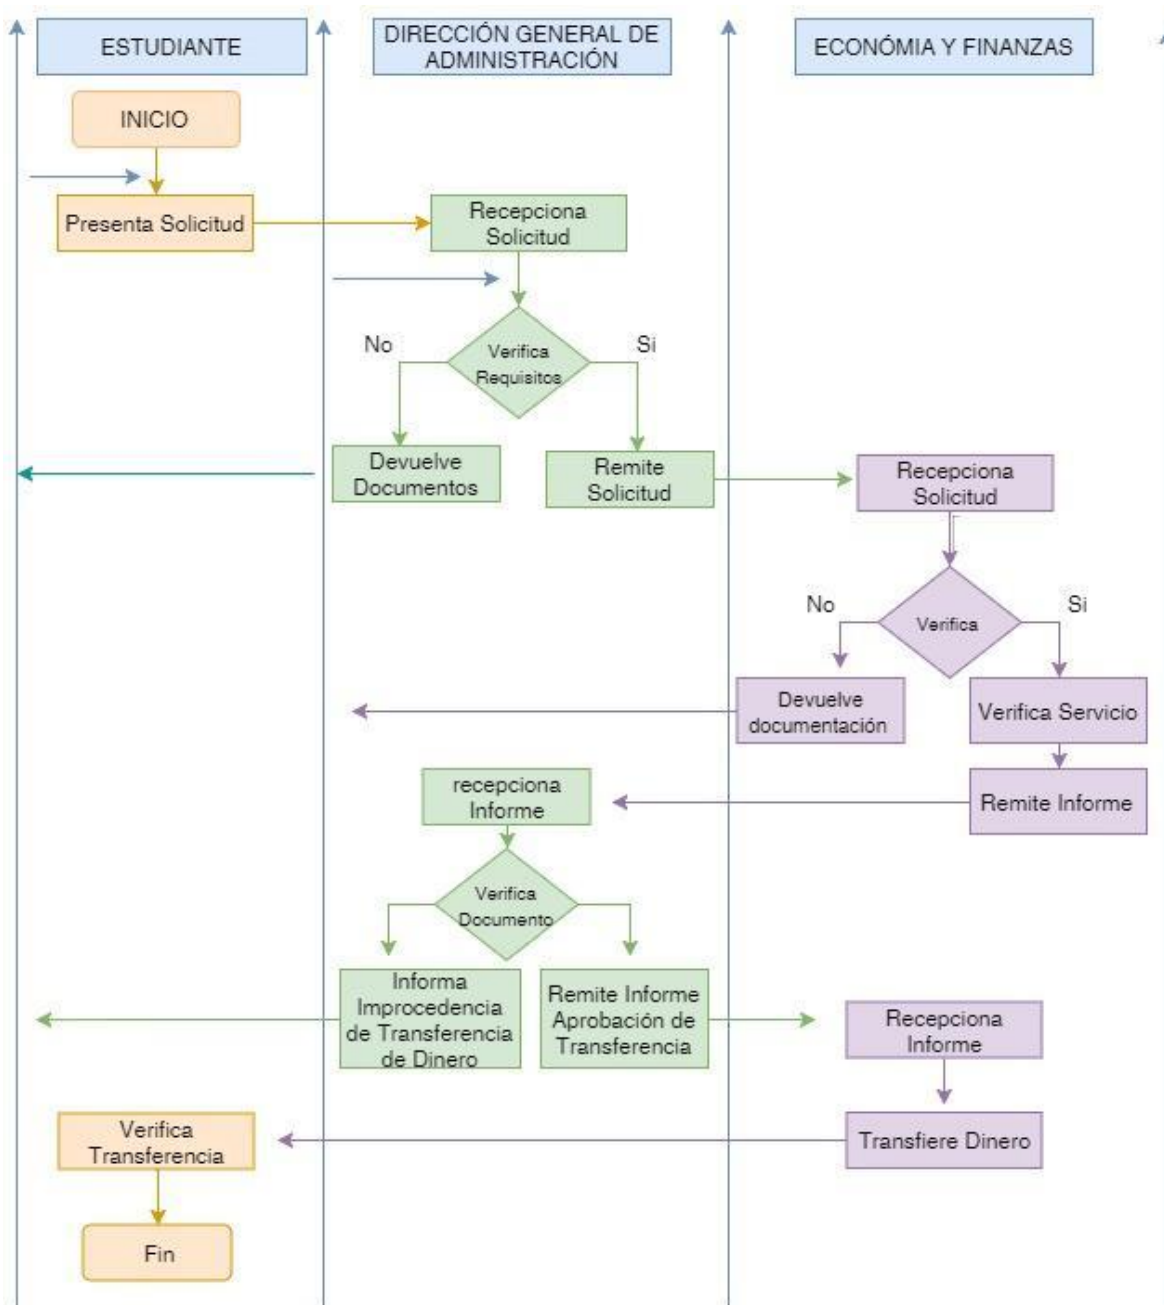 ESTUDIANTE
DIRECCIÓN GENERAL DE
ADMINISTRACIÓN
ECONÓMIA Y FINANZAS
INICIO
Presenta Solicitud
Recepciona
Solicitud
No
Si
Verifica
Requisitos
Devuelve
Documentos
Remite
Solicitud
Recepciona
Solicitud
No
Si
Verifica
Devuelve
documentación
Verifica Servicio
recepciona
Informe
Remite Informe
Verifica
Documento
Informa
Improcedencia
de Transferencia
de Dinero
Remite Informe
Aprobación de
Transferencia
Recepciona
Informe
Verifica
Transferencia
Transfiere Dinero
Fin